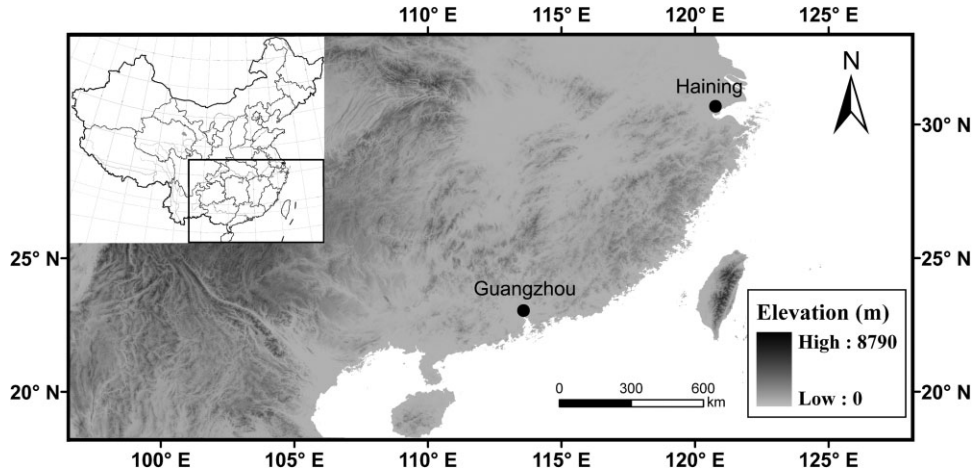 110° E 115° E 120° E 125° E
N
Haining
30° N
25° N 25° N
Guangzhou
Elevation (m)
High : 8790
Low : 0
20° N 20° N
0 300 600
km
100° E 105° E 110° E 115° E 120° E 125° E